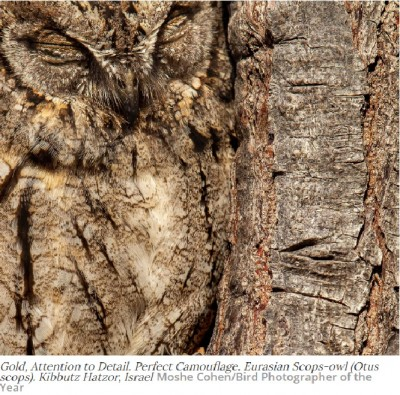 Gold, Attention to Detail. Perfect Camouflage. Eurasian Scops-owl (Otus
scops). Kibbutz Hatzor, Israel Moshe Cohen/Bird Photographer of the
Year